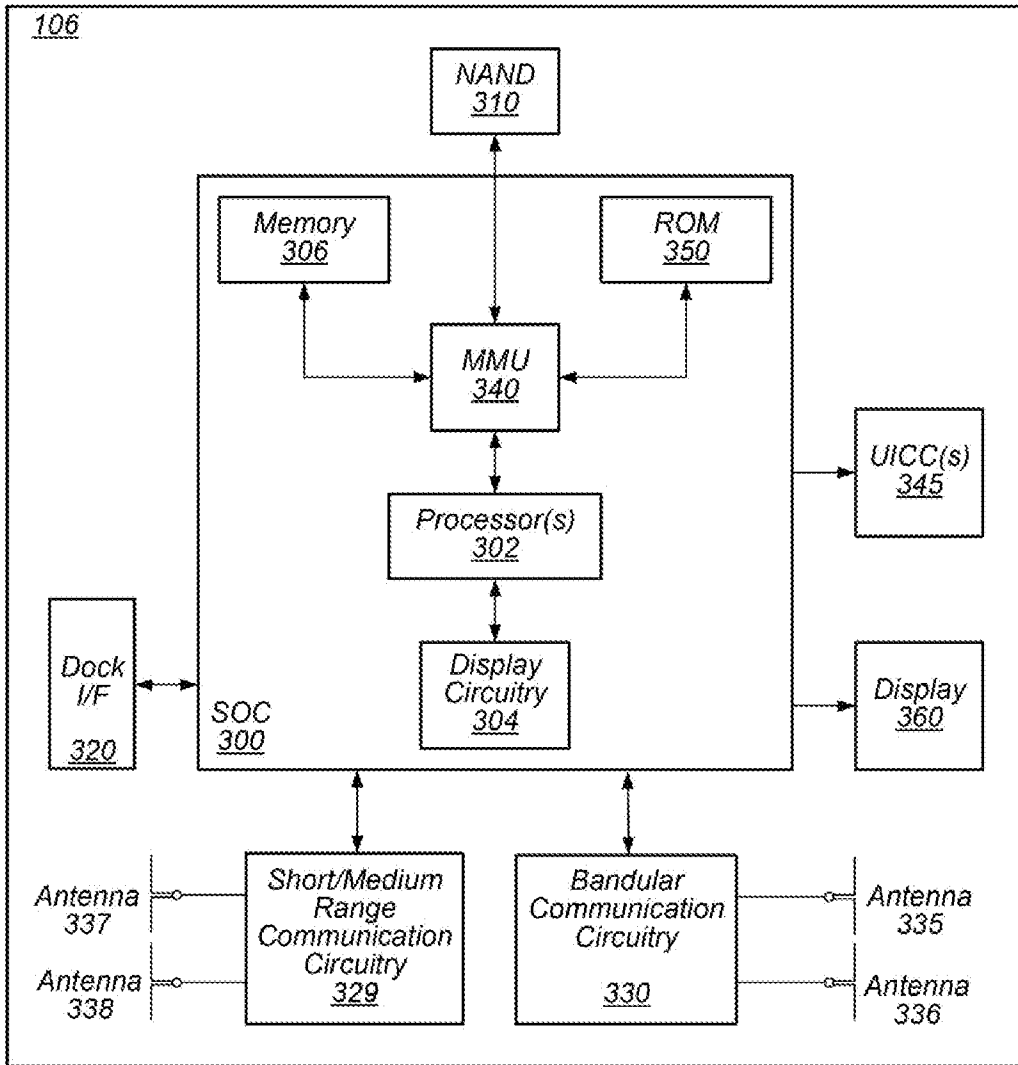 106
NAND
310
Memory
306
ROM
350
MMU
340
UICC(s)
345
Processor(s)
302
Dock
I/F
320
Display
Circuitry
304
SOC
300
Display
360
Antenna
337
Antenna
338
Short/Medium
Range
Communication
Circuitry
329
Bandular
Communication
Circuitry
330
Antenna
335
Antenna
336